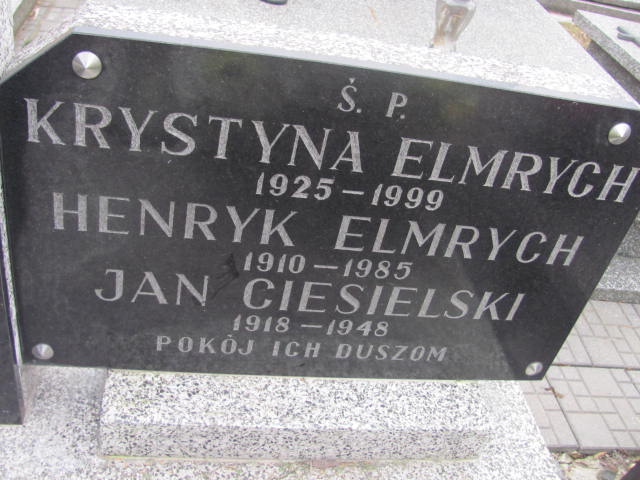 Ś. P.
KRYSTYNA ELMRYCH
1925 – 1999
HENRYK ELMRYCH
1910 – 1985
JAN CIESIELSKI
1918 – 1948
POKÓJ ICH DUSZOM